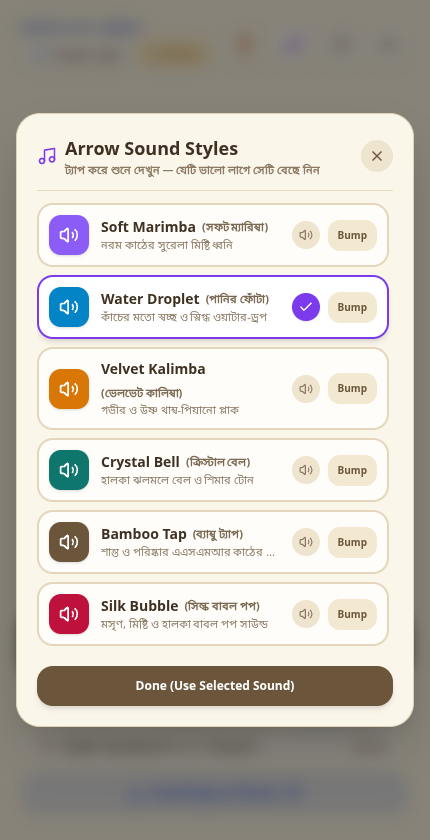 Arrow Sound Styles
ট্যাপ করে শুনে দেখুন — যেটি ভালো লাগে সেটি বেছে নিন
Soft Marimba (সফট ম্যারিম্বা)
নরম কাঠের সুরেলা মিষ্টি ধ্বনি
Bump
Water Droplet (পানির ফোঁটা)
কাঁচের মতো স্বচ্ছ ও স্নিগ্ধ ওয়াটার-ড্রপ
Bump
Velvet Kalimba
(ভেলভেট কালিম্বা)
গভীর ও উষ্ণ থাম্ব-পিয়ানো প্লাক
Bump
Crystal Bell (ক্রিস্টাল বেল)
হালকা ঝলমলে বেল ও শিমার টোন
Bump
Bamboo Tap (ব্যাম্বু ট্যাপ)
শান্ত ও পরিষ্কার এএসএমআর কাঠের ...
Bump
Silk Bubble (সিল্ক বাবল পপ)
মসৃণ, মিষ্টি ও হালকা বাবল পপ সাউন্ড
Bump
Done (Use Selected Sound)